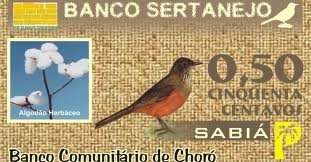 BANCO SERTANEJO
Algodão Herbáceo
0,50
CINQUENTA
CENTAVOS
SABIÁ
Banco Comunitário de Choró